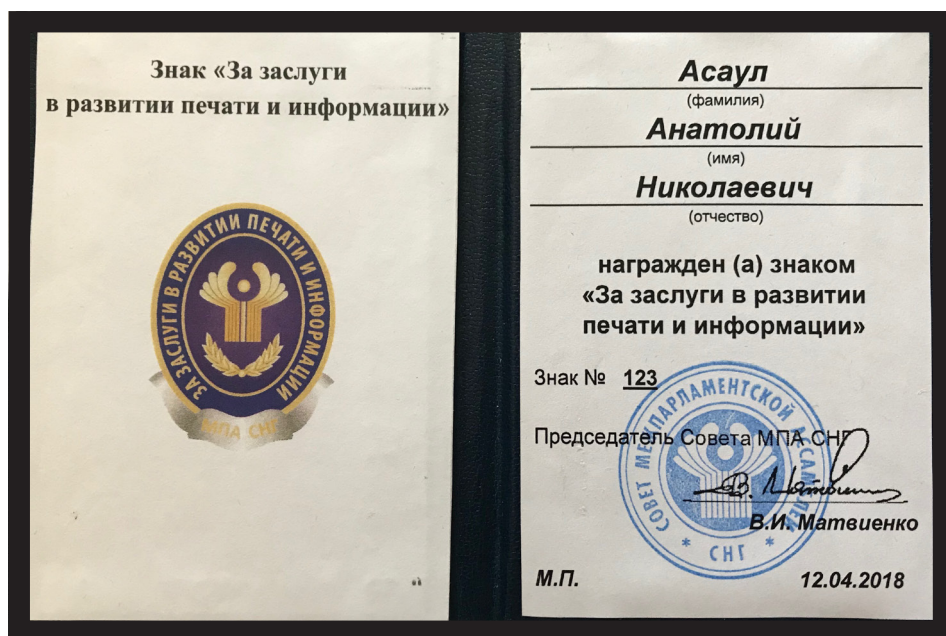 Знак «За заслуги
в развитии печати и информации»
ЗА ЗАСЛУГИ В РАЗВИТИИ ПЕЧАТИ И ИНФОРМАЦИИ
МПА СНГ
Асаул
(фамилия)
Анатолий
(имя)
Николаевич
(отчество)
награжден (а) знаком
«За заслуги в развитии
печати и информации»
Знак № 123
СОВЕТ МЕЖПАРЛАМЕНТСКОЙ АССАМБЛЕИ
* СНГ *
Председатель Совета МПА СНГ
В.И. Матвиенко
М.П. 12.04.2018